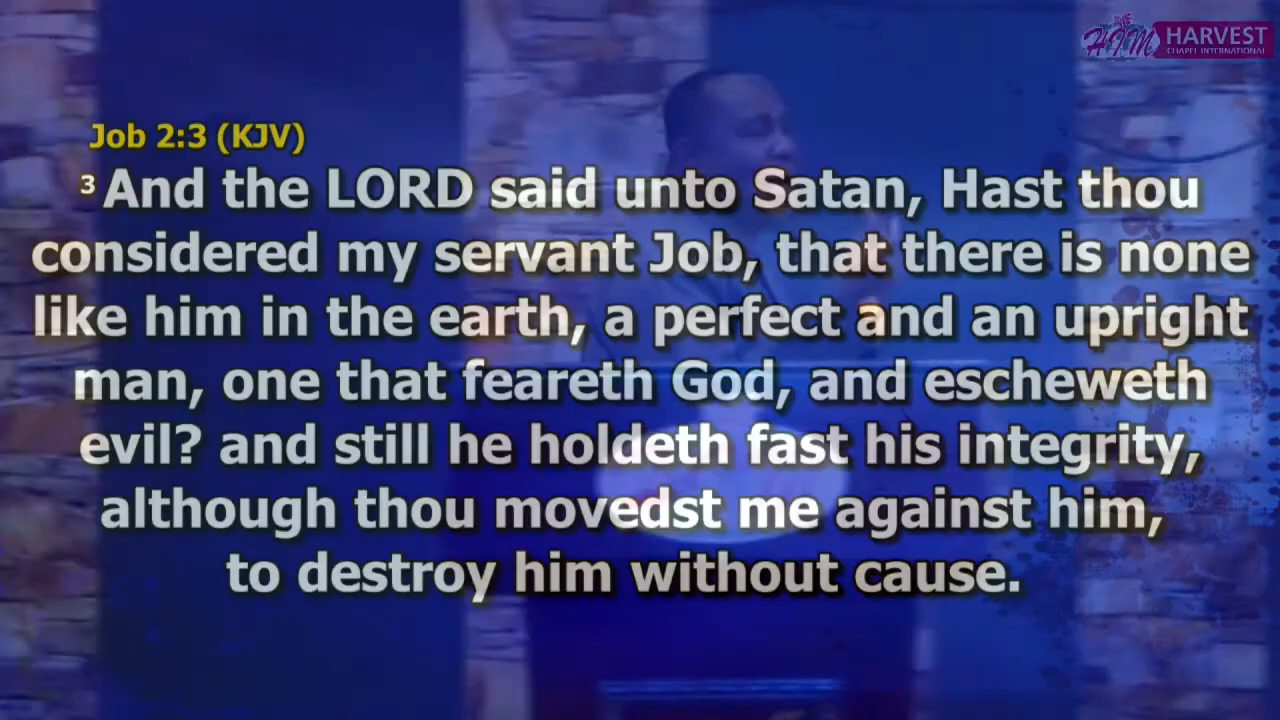 HIM HARVEST
CHAPEL INTERNATIONAL
Job 2:3 (KJV)
3 And the LORD said unto Satan, Hast thou
considered my servant Job, that there is none
like him in the earth, a perfect and an upright
man, one that feareth God, and escheweth
evil? and still he holdeth fast his integrity,
although thou movedst me against him,
to destroy him without cause.